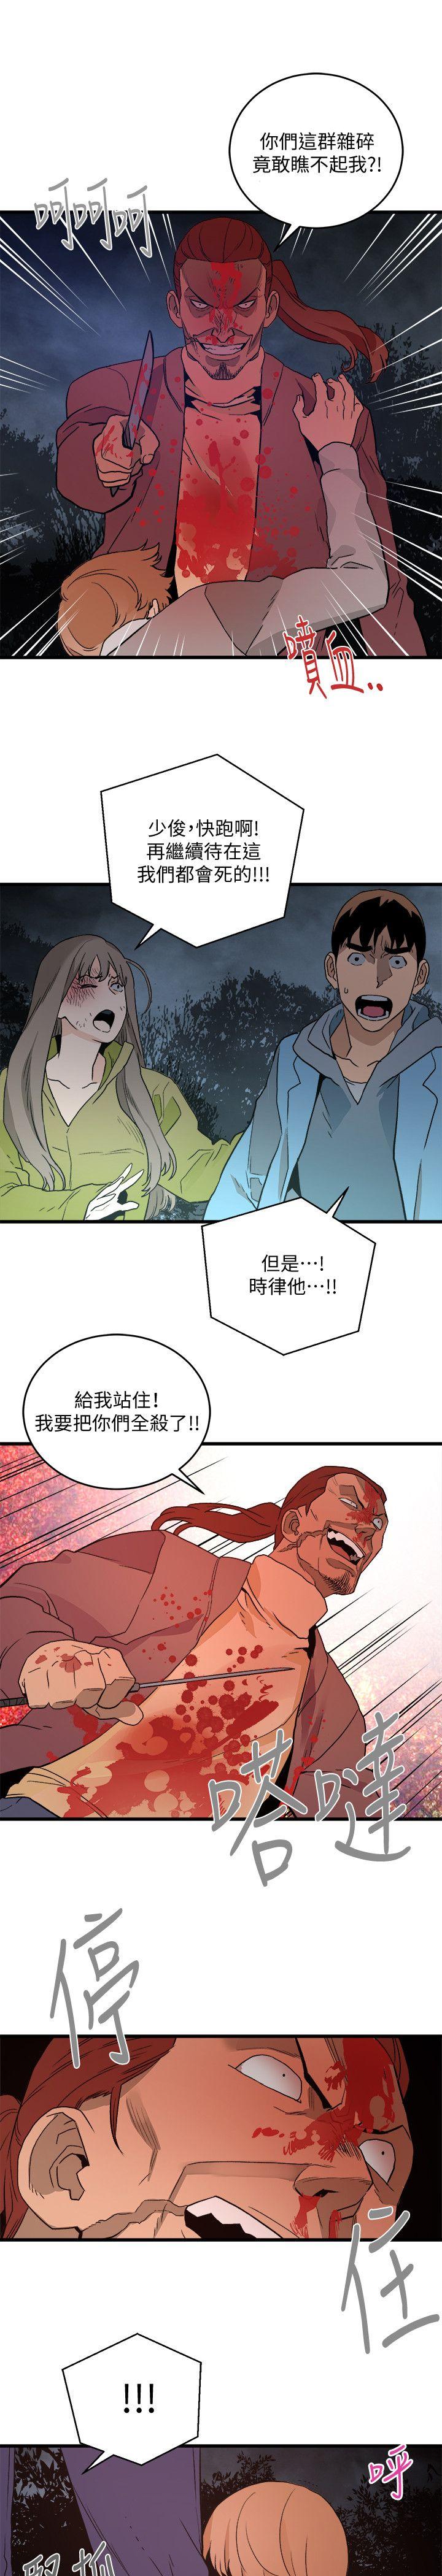 你們這群雜碎
竟敢瞧不起我?!
呵呵呵
噴血..
少俊,快跑啊!
再繼續待在這
我們都會死的!!!
但是…!
時律他…!!
給我站住!
我要把你們全殺了!!
嗒噠
停
住
!!!
呼
緊抓